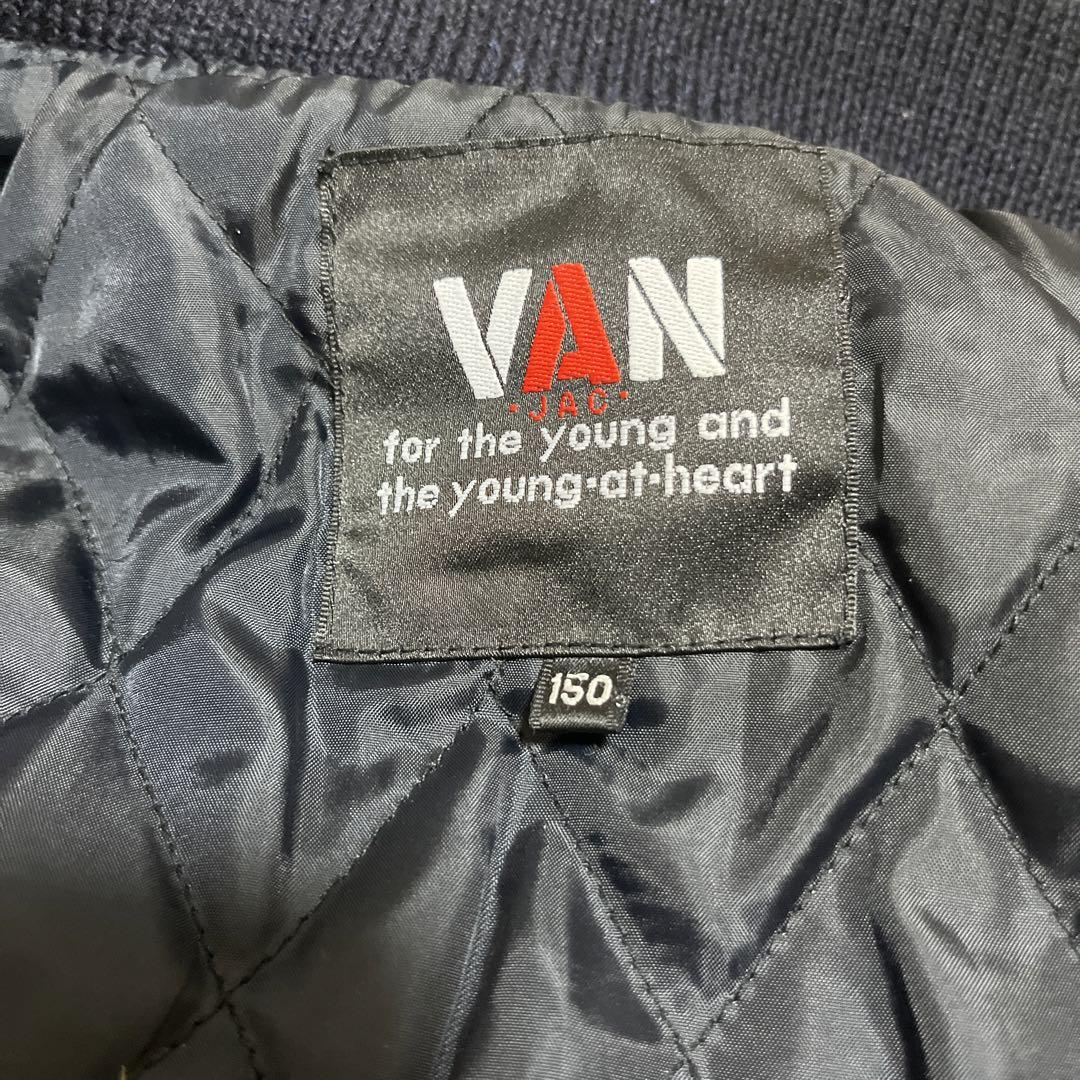 VAN
·JAC·
for the young and
the young·at·heart
150